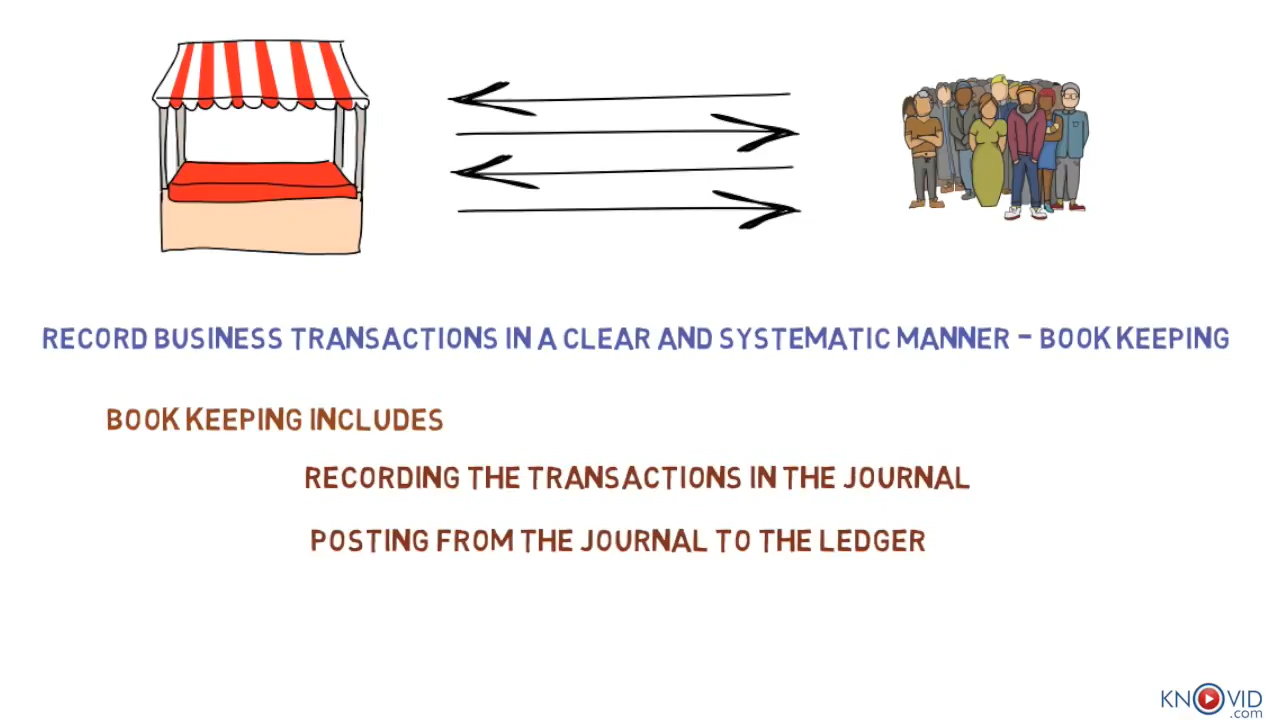 RECORD BUSINESS TRANSACTIONS IN A CLEAR AND SYSTEMATIC MANNER - BOOK KEEPING
BOOK KEEPING INCLUDES
RECORDING THE TRANSACTIONS IN THE JOURNAL
POSTING FROM THE JOURNAL TO THE LEDGER
KNOVID
.com